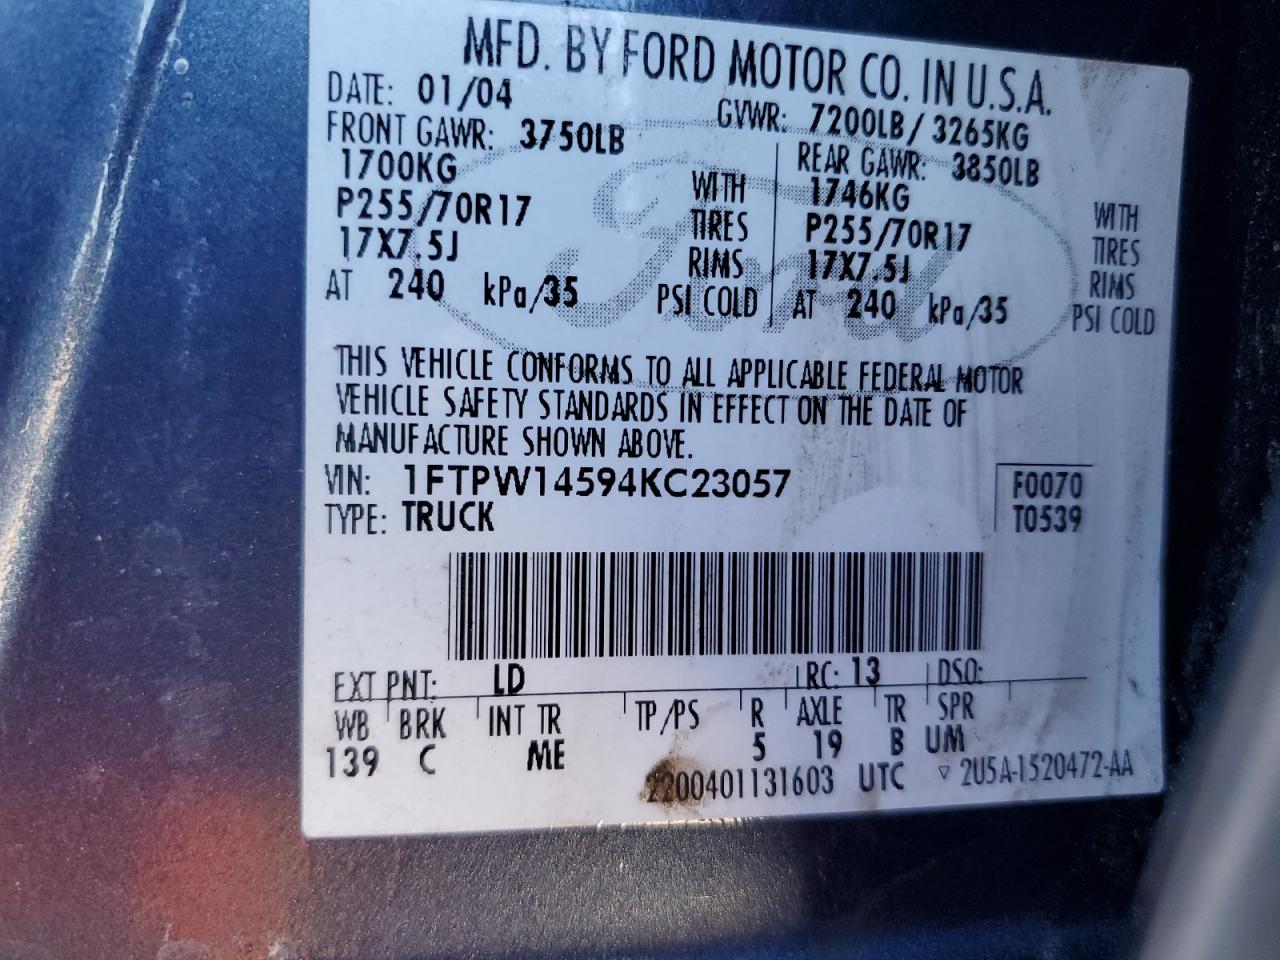 MFD. BY FORD MOTOR CO. IN U.S.A.
DATE: 01/04 GVWR: 7200LB/ 3265KG
FRONT GAWR: 3750LB REAR GAWR: 3850LB
1700KG WITH 1746KG WITH
P255/70R17 TIRES P255/70R17 TIRES
17X7.5J RIMS 17X7.5J RIMS
AT 240 kPa/35 PSI COLD AT 240 kPa/35 PSI COLD
Ford
THIS VEHICLE CONFORMS TO ALL APPLICABLE FEDERAL MOTOR
VEHICLE SAFETY STANDARDS IN EFFECT ON THE DATE OF
MANUFACTURE SHOWN ABOVE.
VIN: 1FTPW14594KC23057 F0070
TYPE: TRUCK T0539
EXT PNT: LD RC: 13 DSO:
WB BRK INT TR TP/PS R AXLE TR SPR
139 C ME 5 19 B UM
2200401131603 UTC ▽ 2U5A-1520472-AA